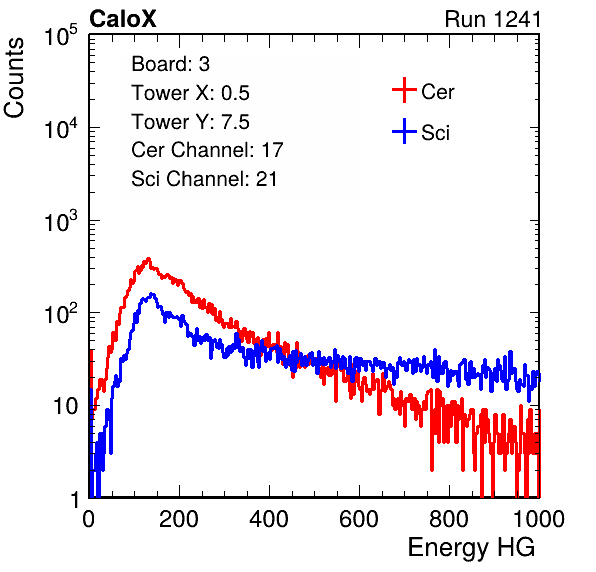 CaloX Run 1241
Counts
10^5
10^4
10^3
10^2
10
1
Board: 3
Tower X: 0.5
Tower Y: 7.5
Cer Channel: 17
Sci Channel: 21
Cer
Sci
0 200 400 600 800 1000
Energy HG